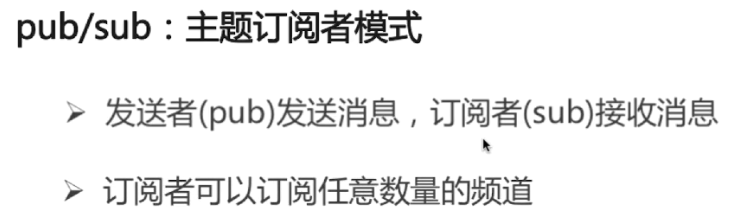 pub/sub：主题订阅者模式
➢ 发送者(pub)发送消息，订阅者(sub)接收消息
➢ 订阅者可以订阅任意数量的频道